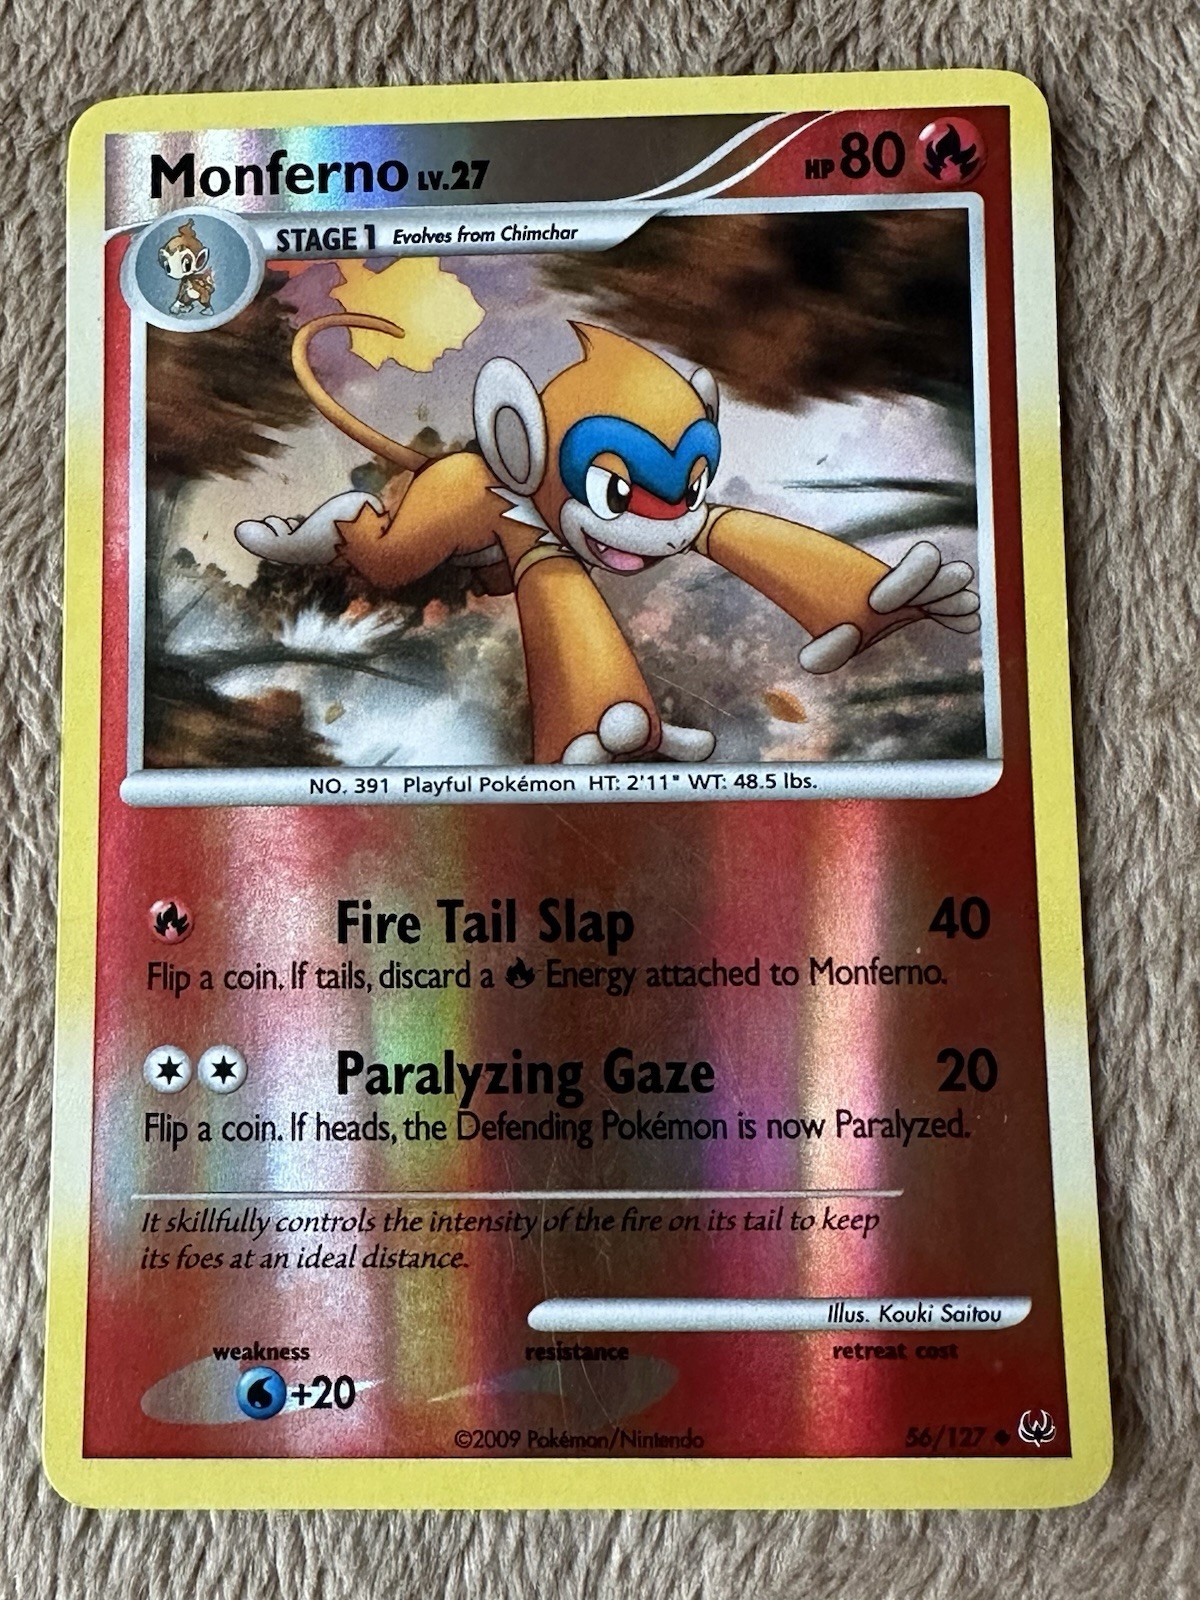 Monferno LV.27 HP 80
STAGE 1 Evolves from Chimchar
NO. 391 Playful Pokémon HT: 2'11" WT: 48.5 lbs.
Fire Tail Slap 40
Flip a coin. If tails, discard a Energy attached to Monferno.
Paralyzing Gaze 20
Flip a coin. If heads, the Defending Pokémon is now Paralyzed.
It skillfully controls the intensity of the fire on its tail to keep
its foes at an ideal distance.
Illus. Kouki Saitou
weakness resistance retreat cost
+20
©2009 Pokémon/Nintendo 56/127